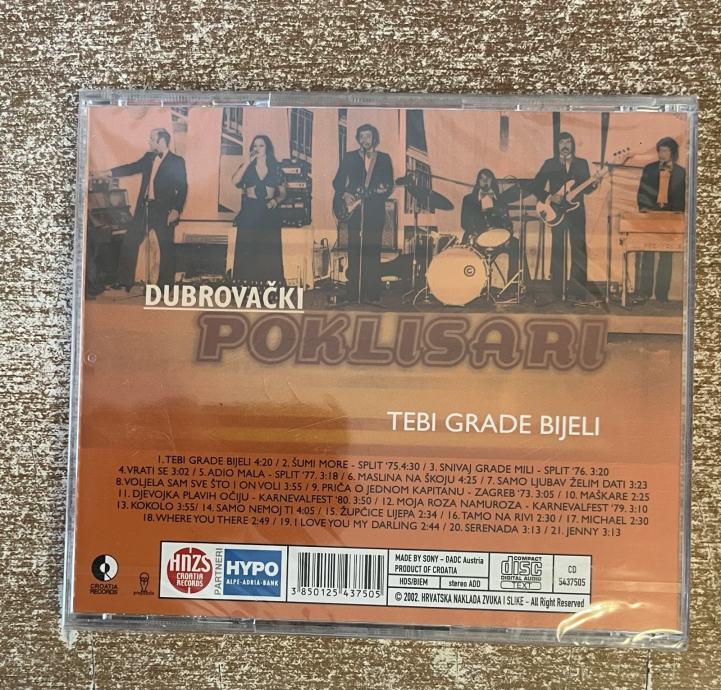 DUBROVAČKI
POKLISARI
TEBI GRADE BIJELI
1.TEBI GRADE BIJELI 4:20 / 2. ŠUMI MORE - SPLIT '75.4:30 / 3. SNIVAJ GRADE MILI - SPLIT '76. 3:20
4.VRATI SE 3:02 / 5. ADIO MALA - SPLIT '77. 3:18 / 6. MASLINA NA ŠKOJU 4:25 / 7. SAMO LJUBAV ŽELIM DATI 3:23
8.VOLJELA SAM SVE ŠTO I ON VOLI 3:55 / 9. PRIČA O JEDNOM KAPITANU - ZAGREB '73. 3:05 / 10. MAŠKARE 2:25
11. DJEVOJKA PLAVIH OČIJU - KARNEVALFEST '80. 3:50 / 12. MOJA ROZA NAMUROZA - KARNEVALFEST '79. 3:10
13. KOKOLO 3:55/ 14. SAMO NEMOJ TI 4:05 / 15. ŽUPČICE LIJEPA 2:34 / 16. TAMO NA RIVI 2:30 / 17. MICHAEL 2:30
18. WHERE YOU THERE 2:49 / 19. I LOVE YOU MY DARLING 2:44 / 20. SERENADA 3:13 / 21. JENNY 3:13
CROATIA
RECORDS
HNZS
CROATIA
RECORDS
PARTNERI
HYPO
ALPE-ADRIA-BANK
3 850125 437505
MADE BY SONY - DADC Austria
PRODUCT OF CROATIA
HDS/BIEM
stereo ADD
COMPACT
disc
DIGITAL AUDIO
TEXT
CD
5437505
© 2002. HRVATSKA NAKLADA ZVUKA I SLIKE - All Right Reserved